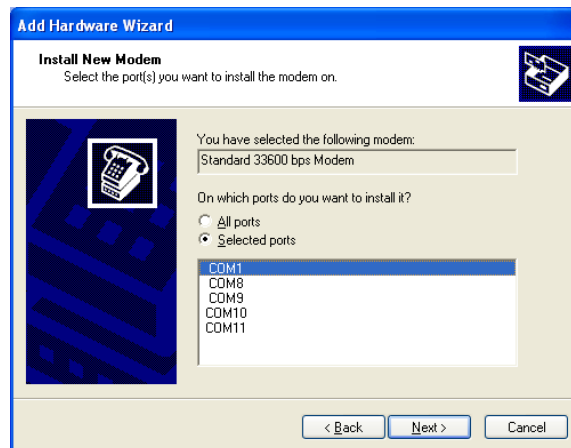 Add Hardware Wizard
Install New Modem
Select the port(s) you want to install the modem on.
You have selected the following modem:
Standard 33600 bps Modem
On which ports do you want to install it?
All ports
Selected ports
COM1
COM8
COM9
COM10
COM11
< Back
Next >
Cancel